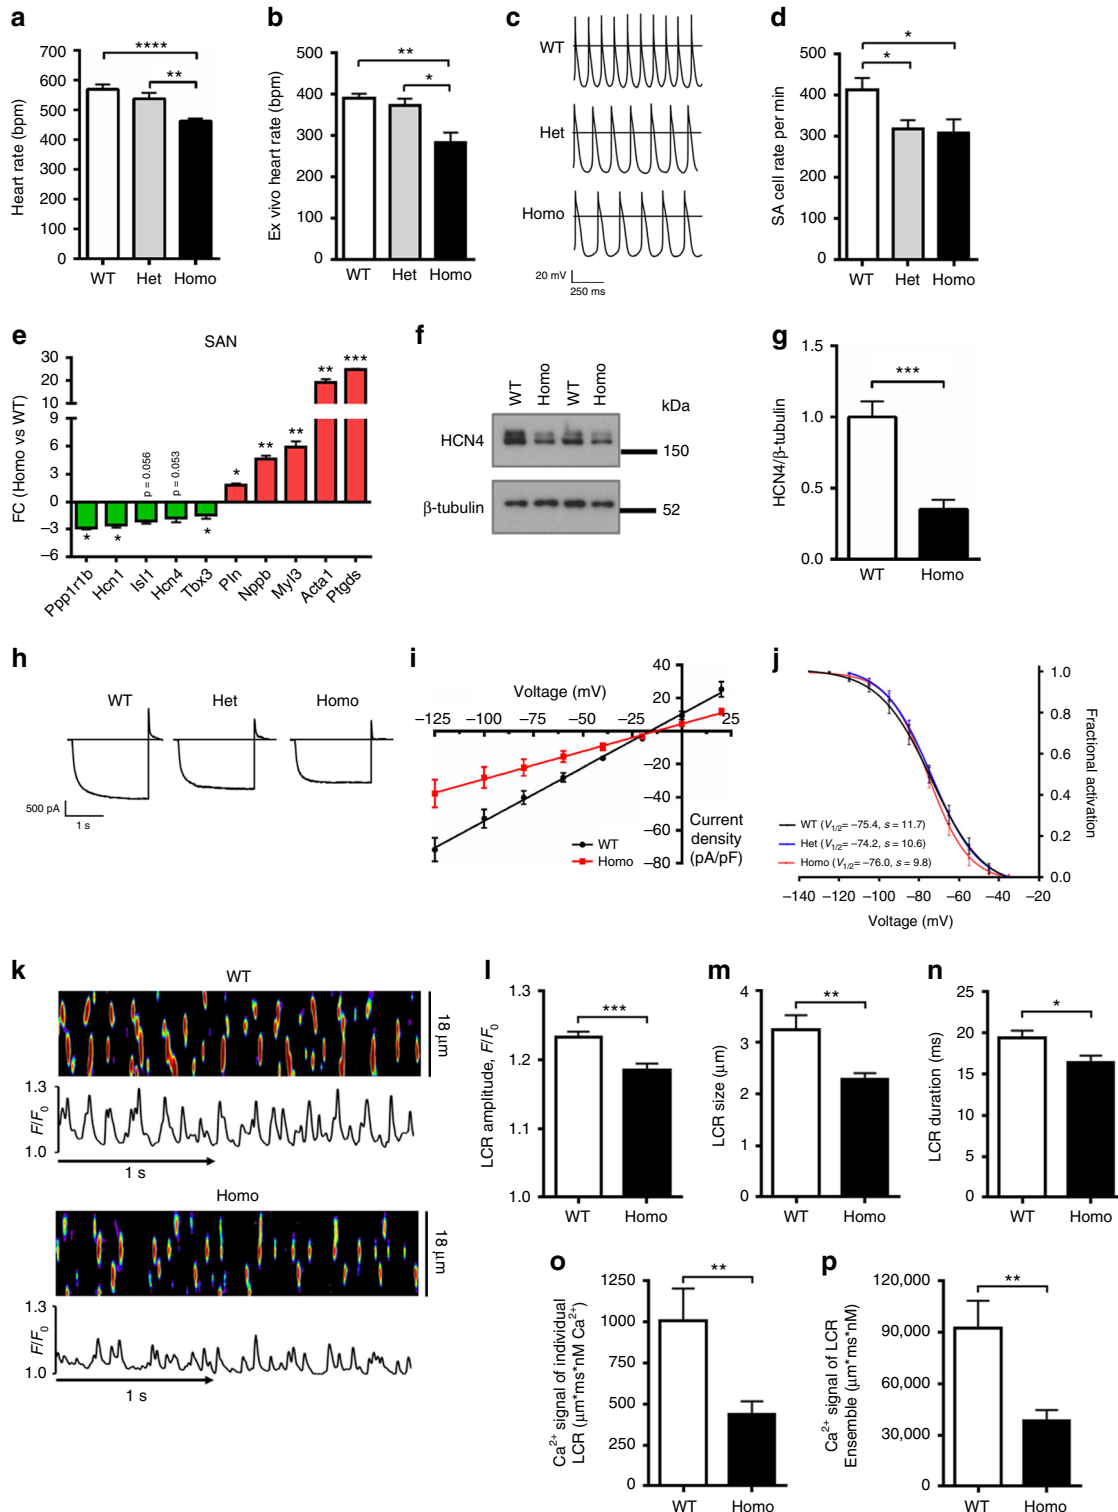 a
****
**
Heart rate (bpm)
700
600
500
400
300
200
100
0
WT Het Homo
b
**
*
Ex vivo heart rate (bpm)
500
400
300
200
100
0
WT Het Homo
c
WT
Het
Homo
20 mV
250 ms
d
*
*
SA cell rate per min
500
400
300
200
100
0
WT Het Homo
e
SAN
FC (Homo vs WT)
30
20
10
9
6
3
0
−3
−6
* * p = 0.056 p = 0.053 * * ** ** ** ***
Ppp1r1b Hcn1 Isl1 Hcn4 Tbx3 Pln Nppb Myl3 Acta1 Ptgds
f
WT Homo WT Homo
kDa
HCN4
150
β-tubulin
52
g
***
HCN4/β-tubulin
1.5
1.0
0.5
0.0
WT Homo
h
WT Het Homo
500 pA
1 s
i
Voltage (mV)
−125 −100 −75 −50 −25 25
40
20
−20
−40
−60
−80
Current density (pA/pF)
WT
Homo
j
1.0
0.8
0.6
0.4
0.2
0.0
Fractional activation
WT (V1/2= −75.4, s = 11.7)
Het (V1/2= −74.2, s = 10.6)
Homo (V1/2= −76.0, s = 9.8)
−140 −120 −100 −80 −60 −40 −20
Voltage (mV)
k
WT
18 µm
1.3
F/F0
1.0
1 s
Homo
18 µm
1.3
F/F0
1.0
1 s
l
***
LCR amplitude, F/F0
1.3
1.2
1.1
1.0
WT Homo
m
**
LCR size (µm)
4
3
2
1
0
WT Homo
n
*
LCR duration (ms)
25
20
15
10
5
0
WT Homo
o
**
Ca2+ signal of individual
LCR (µm*ms*nM Ca2+)
1250
1000
750
500
250
0
WT Homo
p
**
Ca2+ signal of LCR
Ensemble (µm*ms*nM)
120,000
90,000
60,000
30,000
0
WT Homo